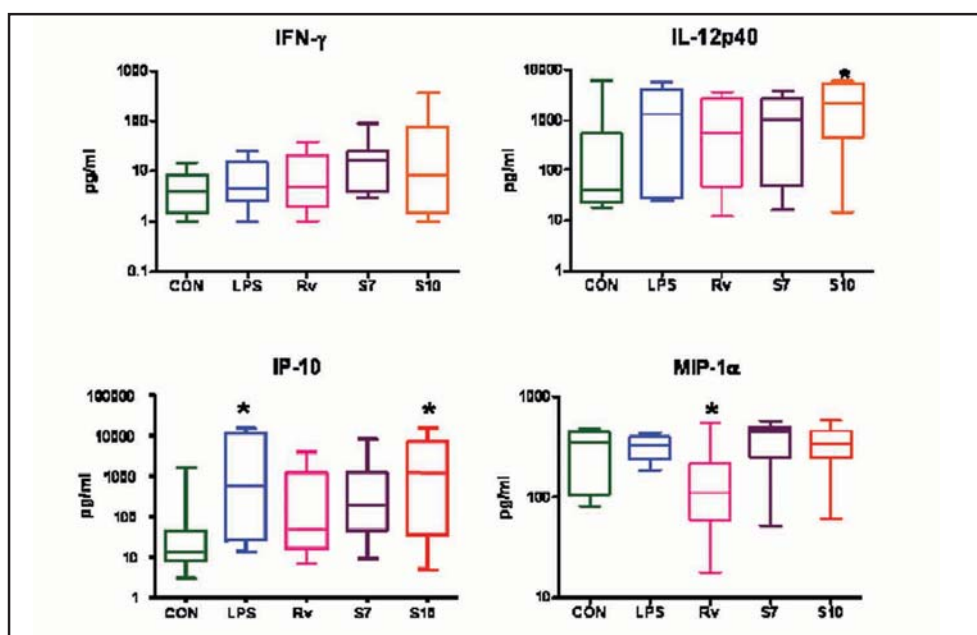 IFN-γ
1000
100
10
1
0.1
pg/ml
CON LPS Rv S7 S10
IL-12p40
10000
1000
100
10
1
pg/ml
*
CON LPS Rv S7 S10
IP-10
100000
10000
1000
100
10
1
pg/ml
* *
CON LPS Rv S7 S10
MIP-1α
1000
100
10
pg/ml
*
CON LPS Rv S7 S10